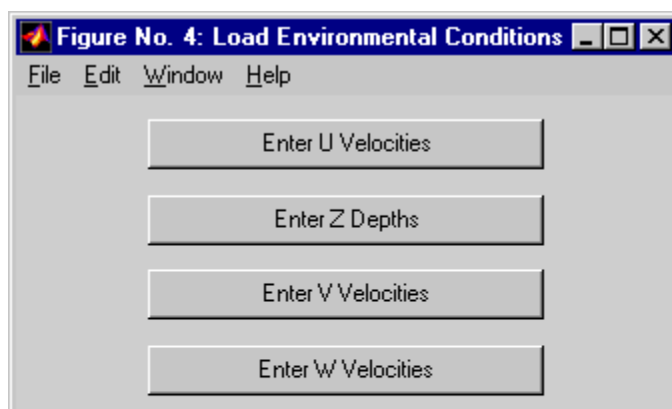 Figure No. 4: Load Environmental Conditions
File Edit Window Help
Enter U Velocities
Enter Z Depths
Enter V Velocities
Enter W Velocities